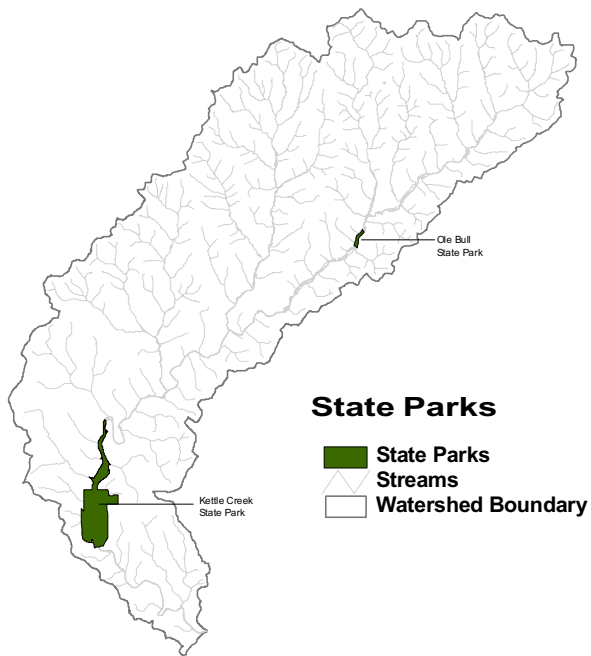 Ole Bull
State Park
State Parks
State Parks
Streams
Watershed Boundary
Kettle Creek
State Park